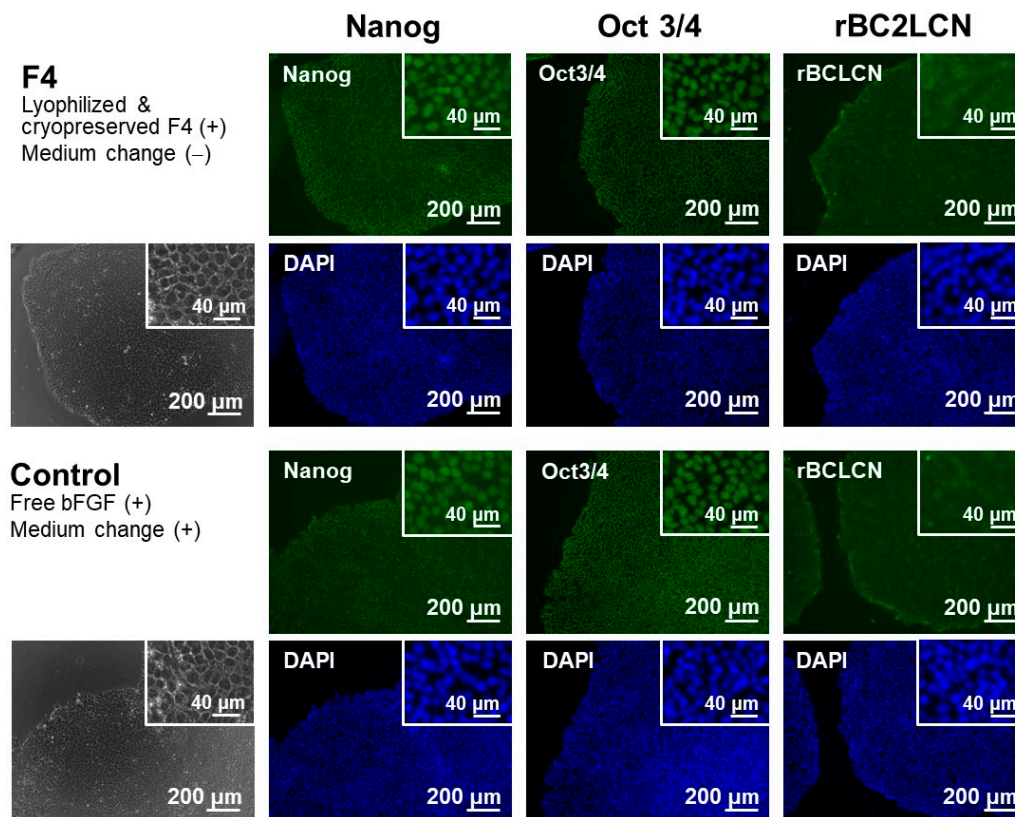 Nanog Oct 3/4 rBC2LCN
F4
Lyophilized &
cryopreserved F4 (+)
Medium change (–)
Nanog 40 µm 200 µm
Oct3/4 40 µm 200 µm
rBCLCN 40 µm 200 µm
40 µm 200 µm
DAPI 40 µm 200 µm
DAPI 40 µm 200 µm
DAPI 40 µm 200 µm
Control
Free bFGF (+)
Medium change (+)
Nanog 40 µm 200 µm
Oct3/4 40 µm 200 µm
rBCLCN 40 µm 200 µm
40 µm 200 µm
DAPI 40 µm 200 µm
DAPI 40 µm 200 µm
DAPI 40 µm 200 µm